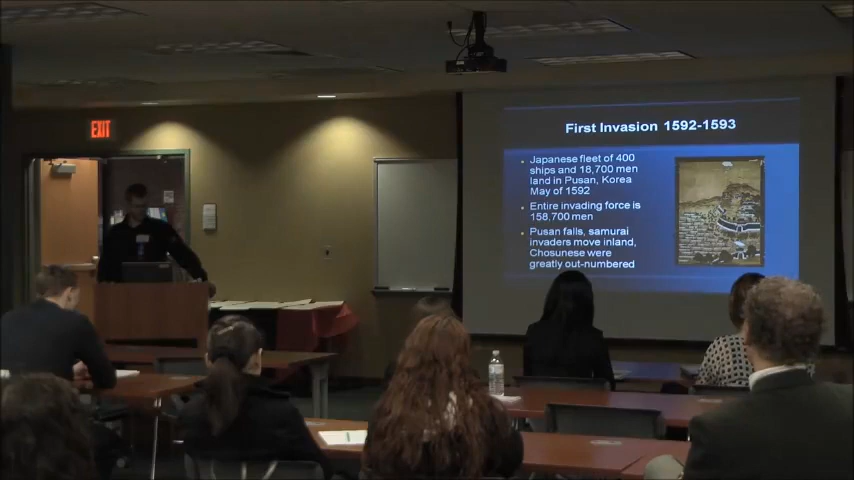 EXIT
First Invasion 1592-1593
Japanese fleet of 400
ships and 18,700 men
land in Pusan, Korea
May of 1592
Entire invading force is
158,700 men
Pusan falls, samurai
invaders move inland,
Chosunese were
greatly out-numbered